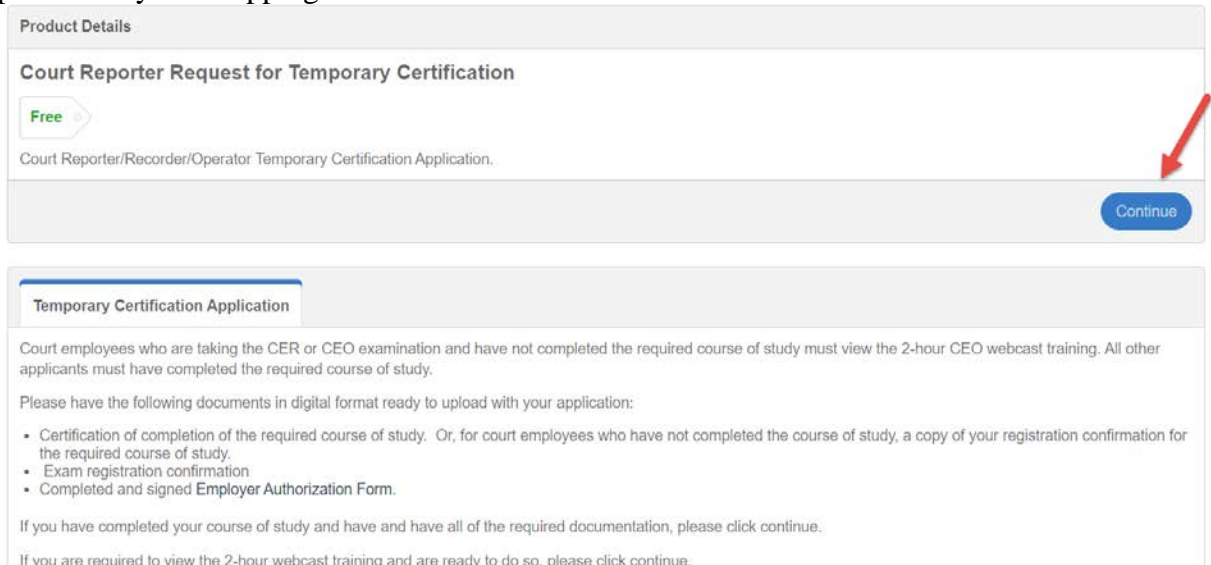 Product Details
Court Reporter Request for Temporary Certification
Free
Court Reporter/Recorder/Operator Temporary Certification Application.
Continue
Temporary Certification Application
Court employees who are taking the CER or CEO examination and have not completed the required course of study must view the 2-hour CEO webcast training. All other
applicants must have completed the required course of study.
Please have the following documents in digital format ready to upload with your application:
• Certification of completion of the required course of study. Or, for court employees who have not completed the course of study, a copy of your registration confirmation for
the required course of study.
• Exam registration confirmation
• Completed and signed Employer Authorization Form.
If you have completed your course of study and have and have all of the required documentation, please click continue.
If you are required to view the 2-hour webcast training and are ready to do so, please click continue.